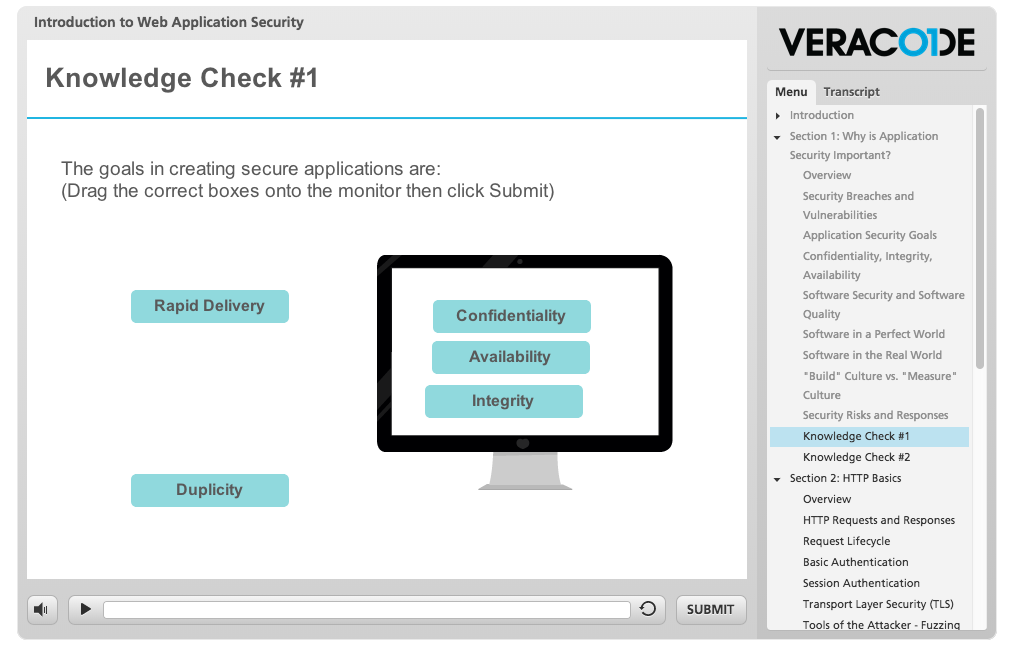 Introduction to Web Application Security
Knowledge Check #1
The goals in creating secure applications are:
(Drag the correct boxes onto the monitor then click Submit)
Rapid Delivery
Confidentiality
Availability
Integrity
Duplicity
SUBMIT
VERACODE
Menu
Transcript
Introduction
Section 1: Why is Application
Security Important?
Overview
Security Breaches and
Vulnerabilities
Application Security Goals
Confidentiality, Integrity,
Availability
Software Security and Software
Quality
Software in a Perfect World
Software in the Real World
"Build" Culture vs. "Measure"
Culture
Security Risks and Responses
Knowledge Check #1
Knowledge Check #2
Section 2: HTTP Basics
Overview
HTTP Requests and Responses
Request Lifecycle
Basic Authentication
Session Authentication
Transport Layer Security (TLS)
Tools of the Attacker - Fuzzing